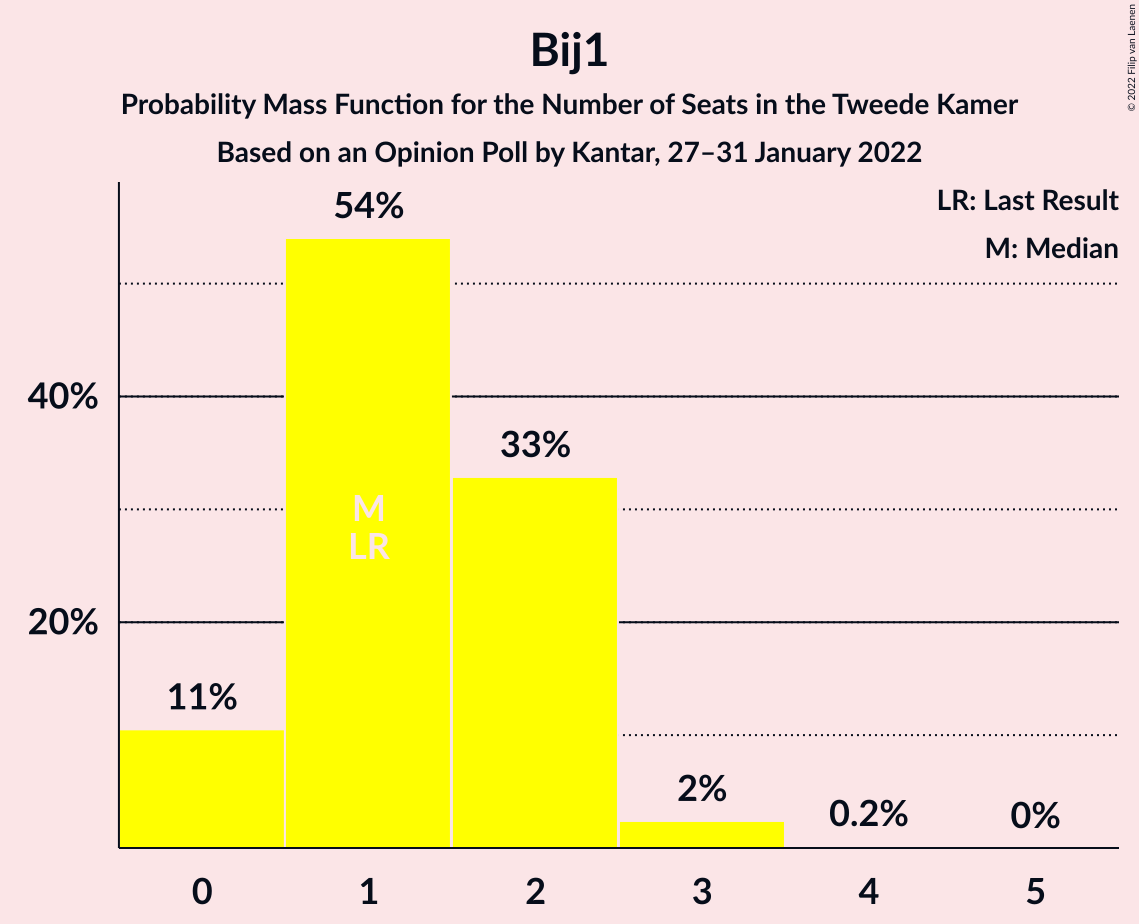 Bij1
Probability Mass Function for the Number of Seats in the Tweede Kamer
Based on an Opinion Poll by Kantar, 27–31 January 2022
© 2022 Filip van Laenen
LR: Last Result
M: Median
54%
40%
33%
M
LR
20%
11%
2%
0.2%
0%
0 1 2 3 4 5